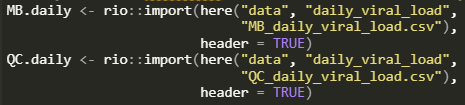 MB.daily <- rio::import(here("data", "daily_viral_load",
"MB_daily_viral_load.csv"),
header = TRUE)
QC.daily <- rio::import(here("data", "daily_viral_load",
"QC_daily_viral_load.csv"),
header = TRUE)